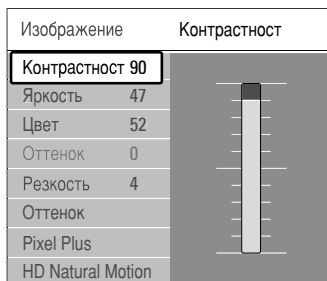 Изображение Контрастност
Контрастност 90
Яркость 47
Цвет 52
Оттенок 0
Резкость 4
Оттенок
Pixel Plus
HD Natural Motion